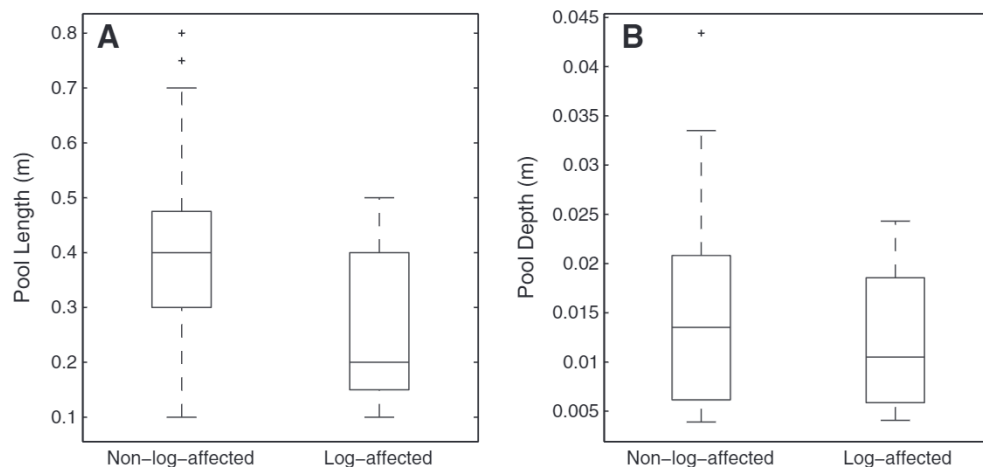 A
Pool Length (m)
0.8
0.7
0.6
0.5
0.4
0.3
0.2
0.1
Non-log-affected
Log-affected
B
Pool Depth (m)
0.045
0.04
0.035
0.03
0.025
0.02
0.015
0.01
0.005
Non-log-affected
Log-affected